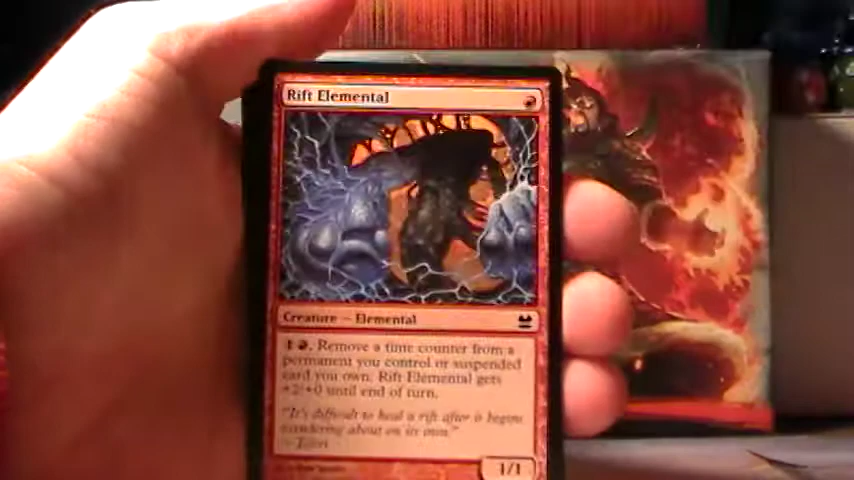 Rift Elemental
Creature — Elemental
1 R, Remove a time counter from a
permanent you control or suspended
card you own: Rift Elemental gets
+2/+0 until end of turn.
"It's difficult to heal a rift after it begins
wandering about on its own."
1/1